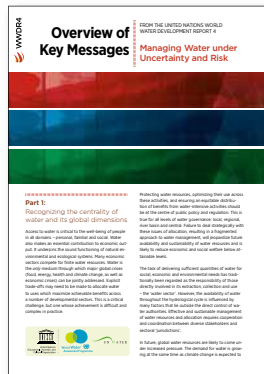 WWDR4
Overview of
Key Messages
FROM THE UNITED NATIONS WORLD
WATER DEVELOPMENT REPORT 4
Managing Water under
Uncertainty and Risk
Part 1:
Recognizing the centrality of
water and its global dimensions
Access to water is critical to the well-being of people
in all domains – personal, familial and social. Water
also makes an essential contribution to economic out-
put. It underpins the sound functioning of natural en-
vironmental and ecological systems. Many economic
sectors compete for finite water resources. Water is
the only medium through which major global crises
(food, energy, health and climate change, as well as
economic crises) can be jointly addressed. Explicit
trade-offs may need to be made to allocate water
to uses which maximize achievable benefits across
a number of developmental sectors. This is a critical
challenge, but one whose achievement is difficult and
complex in practice.
Protecting water resources, optimizing their use across
these activities, and ensuring an equitable distribu-
tion of benefits from water-intensive activities should
be at the centre of public policy and regulation. This is
true for all levels of water governance: local, regional,
river basin and central. Failure to deal strategically with
these issues of allocation, resulting in a fragmented
approach to water management, will jeopardize future
availability and sustainability of water resources and is
likely to reduce economic and social welfare below at-
tainable levels.
The task of delivering sufficient quantities of water for
social, economic and environmental needs has tradi-
tionally been regarded as the responsibility of those
directly involved in its extraction, collection and use
– the ‘water sector’. However, the availability of water
throughout the hydrological cycle is influenced by
many factors that lie outside the direct control of wa-
ter authorities. Effective and sustainable management
of water resources and allocation requires cooperation
and coordination between diverse stakeholders and
sectoral ‘jurisdictions’.
In future, global water resources are likely to come un-
der increased pressure. The demand for water is grow-
ing at the same time as climate change is expected to